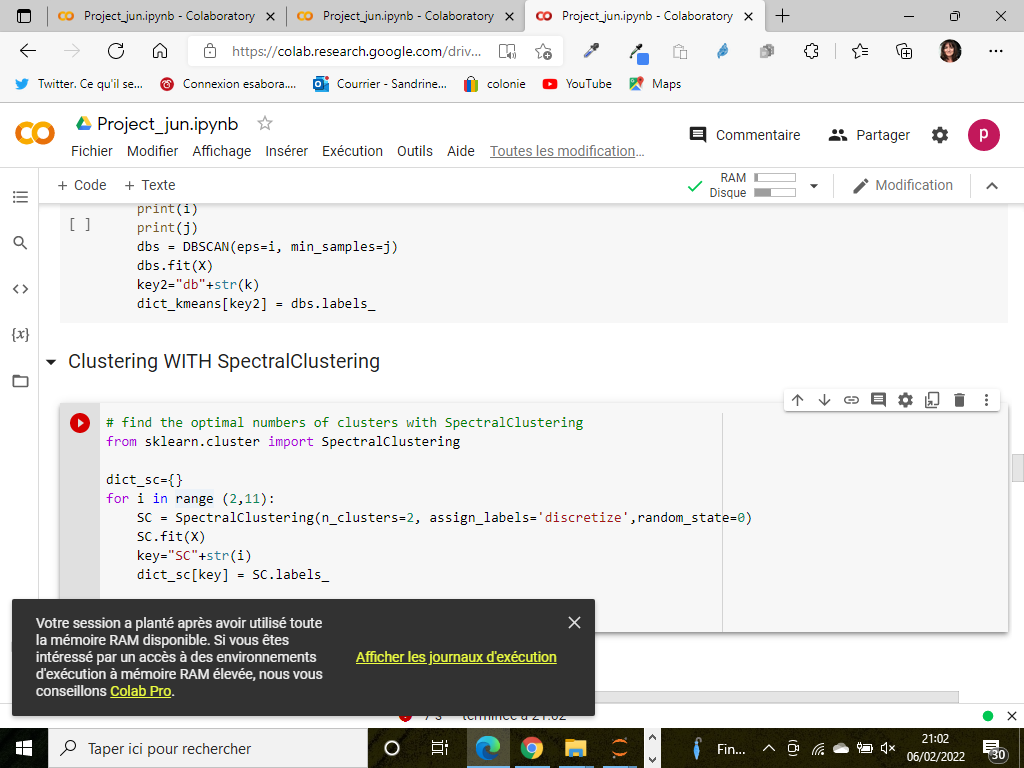 Project_jun.ipynb - Colaboratory
Project_jun.ipynb - Colaboratory
Project_jun.ipynb - Colaboratory
https://colab.research.google.com/driv...
Twitter. Ce qu'il se...
Connexion esabora....
Courrier - Sandrine...
colonie
YouTube
Maps
Project_jun.ipynb
Commentaire
Partager
P
Fichier Modifier Affichage Insérer Exécution Outils Aide Toutes les modification...
+ Code + Texte
RAM
Disque
Modification
print(i)
[ ]
print(j)
dbs = DBSCAN(eps=i, min_samples=j)
dbs.fit(X)
key2="db"+str(k)
dict_kmeans[key2] = dbs.labels_
{x}
Clustering WITH SpectralClustering
# find the optimal numbers of clusters with SpectralClustering
from sklearn.cluster import SpectralClustering
dict_sc={}
for i in range (2,11):
SC = SpectralClustering(n_clusters=2, assign_labels='discretize',random_state=0)
SC.fit(X)
key="SC"+str(i)
dict_sc[key] = SC.labels_
Votre session a planté après avoir utilisé toute
la mémoire RAM disponible. Si vous êtes
intéressé par un accès à des environnements
d'exécution à mémoire RAM élevée, nous vous
conseillons Colab Pro.
Afficher les journaux d'exécution
7 s terminée à 21:02
Taper ici pour rechercher
Fin...
21:02
06/02/2022
30